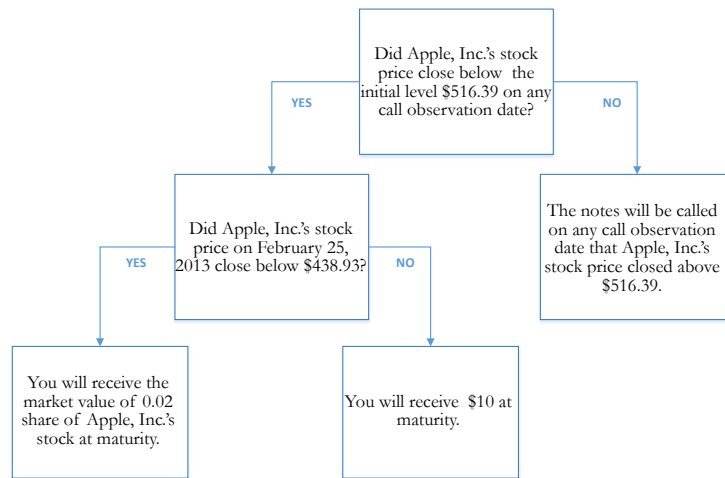 Did Apple, Inc.'s stock
price close below the
initial level $516.39 on any
call observation date?
YES
NO
Did Apple, Inc.'s stock
price on February 25,
2013 close below $438.93?
The notes will be called
on any call observation
date that Apple, Inc.'s
stock price closed above
$516.39.
YES
NO
You will receive the
market value of 0.02
share of Apple, Inc.'s
stock at maturity.
You will receive $10 at
maturity.